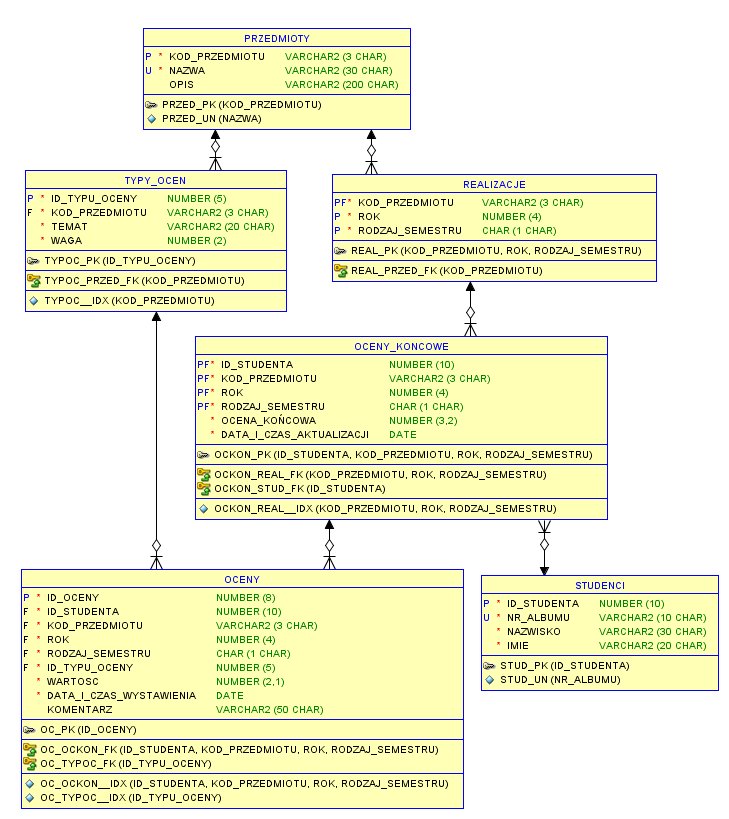 PRZEDMIOTY
P * KOD_PRZEDMIOTU VARCHAR2 (3 CHAR)
U * NAZWA VARCHAR2 (30 CHAR)
OPIS VARCHAR2 (200 CHAR)
PRZED_PK (KOD_PRZEDMIOTU)
PRZED_UN (NAZWA)
TYPY_OCEN
P * ID_TYPU_OCENY NUMBER (5)
F * KOD_PRZEDMIOTU VARCHAR2 (3 CHAR)
* TEMAT VARCHAR2 (20 CHAR)
* WAGA NUMBER (2)
TYPOC_PK (ID_TYPU_OCENY)
TYPOC_PRZED_FK (KOD_PRZEDMIOTU)
TYPOC__IDX (KOD_PRZEDMIOTU)
REALIZACJE
PF* KOD_PRZEDMIOTU VARCHAR2 (3 CHAR)
P * ROK NUMBER (4)
P * RODZAJ_SEMESTRU CHAR (1 CHAR)
REAL_PK (KOD_PRZEDMIOTU, ROK, RODZAJ_SEMESTRU)
REAL_PRZED_FK (KOD_PRZEDMIOTU)
OCENY_KONCOWE
PF* ID_STUDENTA NUMBER (10)
PF* KOD_PRZEDMIOTU VARCHAR2 (3 CHAR)
PF* ROK NUMBER (4)
PF* RODZAJ_SEMESTRU CHAR (1 CHAR)
* OCENA_KOŃCOWA NUMBER (3,2)
* DATA_I_CZAS_AKTUALIZACJI DATE
OCKON_PK (ID_STUDENTA, KOD_PRZEDMIOTU, ROK, RODZAJ_SEMESTRU)
OCKON_REAL_FK (KOD_PRZEDMIOTU, ROK, RODZAJ_SEMESTRU)
OCKON_STUD_FK (ID_STUDENTA)
OCKON_REAL__IDX (KOD_PRZEDMIOTU, ROK, RODZAJ_SEMESTRU)
OCENY
P * ID_OCENY NUMBER (8)
F * ID_STUDENTA NUMBER (10)
F * KOD_PRZEDMIOTU VARCHAR2 (3 CHAR)
F * ROK NUMBER (4)
F * RODZAJ_SEMESTRU CHAR (1 CHAR)
F * ID_TYPU_OCENY NUMBER (5)
* WARTOSC NUMBER (2,1)
* DATA_I_CZAS_WYSTAWIENIA DATE
KOMENTARZ VARCHAR2 (50 CHAR)
OC_PK (ID_OCENY)
OC_OCKON_FK (ID_STUDENTA, KOD_PRZEDMIOTU, ROK, RODZAJ_SEMESTRU)
OC_TYPOC_FK (ID_TYPU_OCENY)
OC_OCKON__IDX (ID_STUDENTA, KOD_PRZEDMIOTU, ROK, RODZAJ_SEMESTRU)
OC_TYPOC__IDX (ID_TYPU_OCENY)
STUDENCI
P * ID_STUDENTA NUMBER (10)
U * NR_ALBUMU VARCHAR2 (10 CHAR)
* NAZWISKO VARCHAR2 (30 CHAR)
* IMIE VARCHAR2 (20 CHAR)
STUD_PK (ID_STUDENTA)
STUD_UN (NR_ALBUMU)